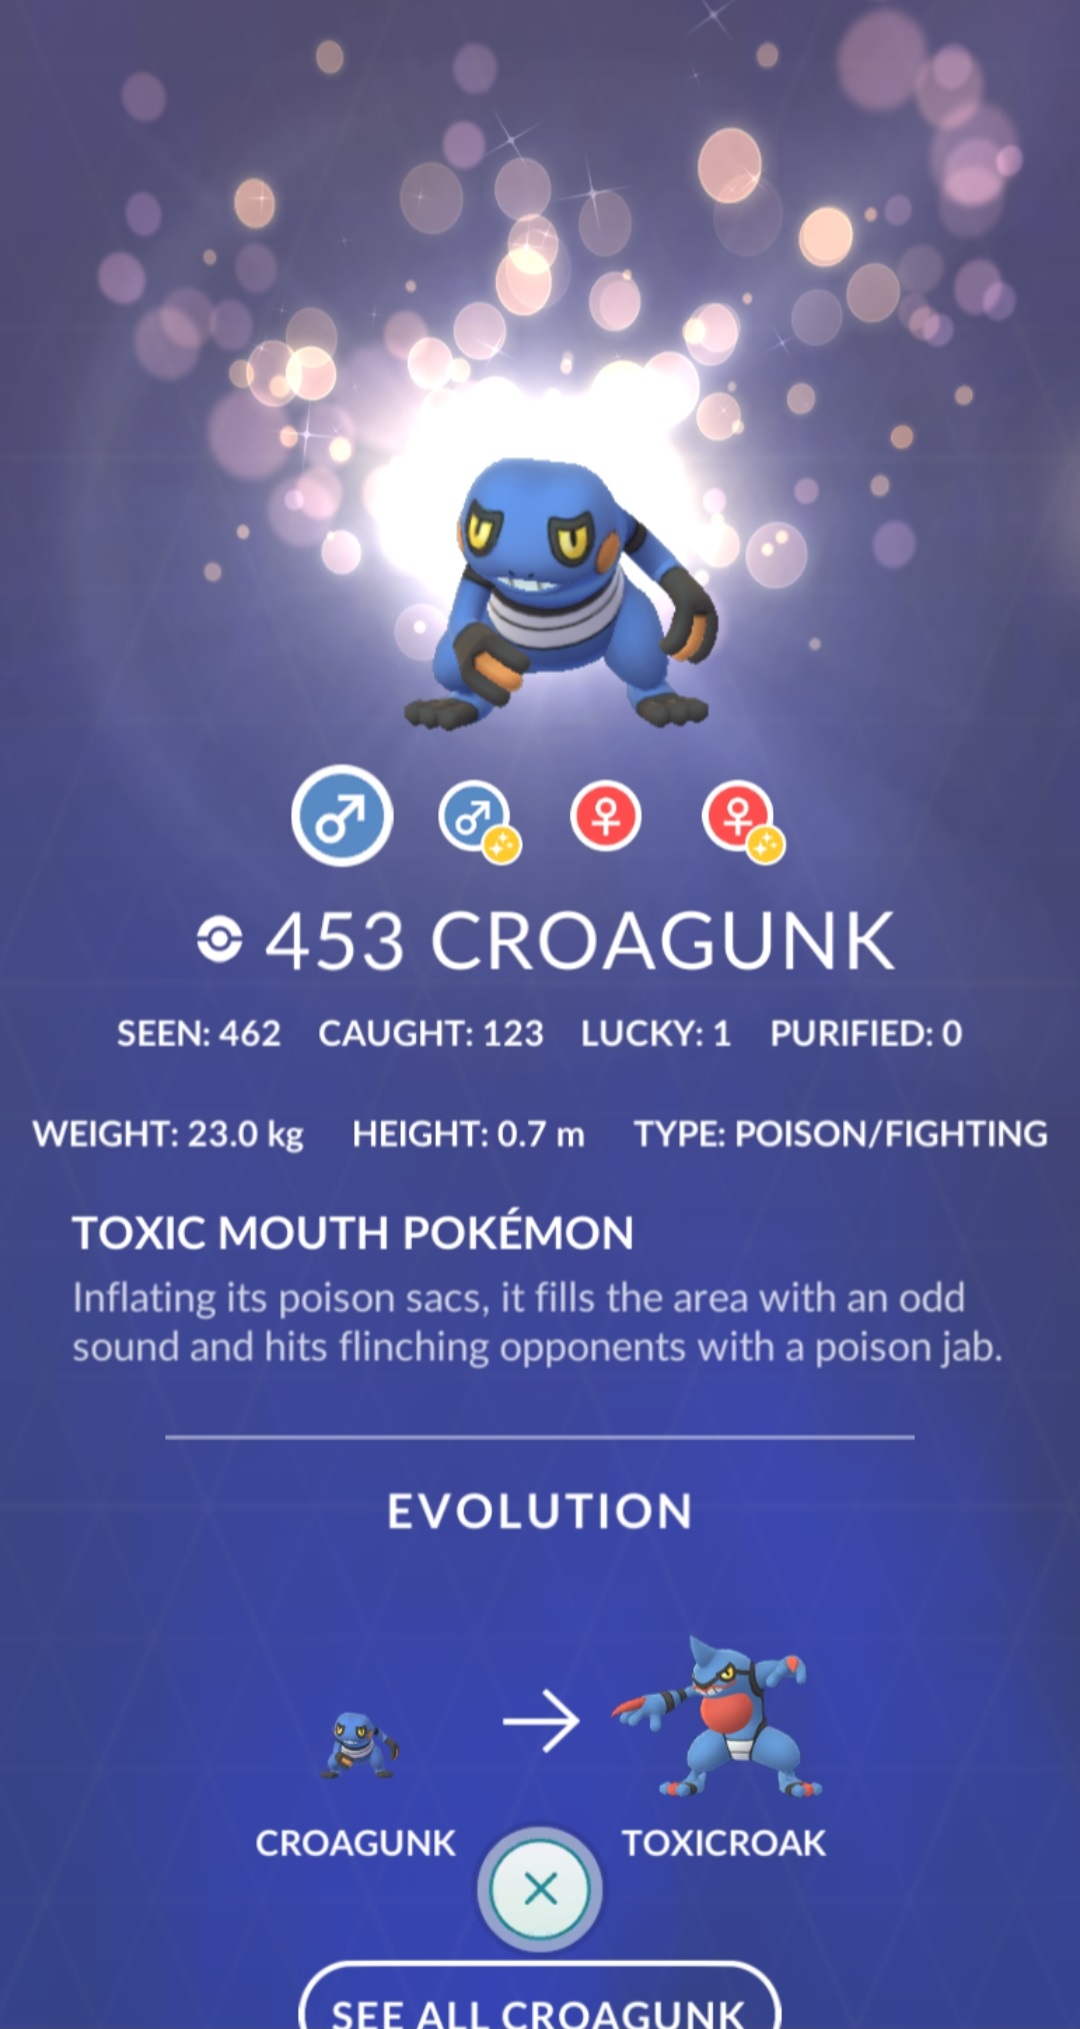 453 CROAGUNK
SEEN: 462 CAUGHT: 123 LUCKY: 1 PURIFIED: 0
WEIGHT: 23.0 kg HEIGHT: 0.7 m TYPE: POISON/FIGHTING
TOXIC MOUTH POKÉMON
Inflating its poison sacs, it fills the area with an odd
sound and hits flinching opponents with a poison jab.
EVOLUTION
CROAGUNK TOXICROAK
SEE ALL CROAGUNK